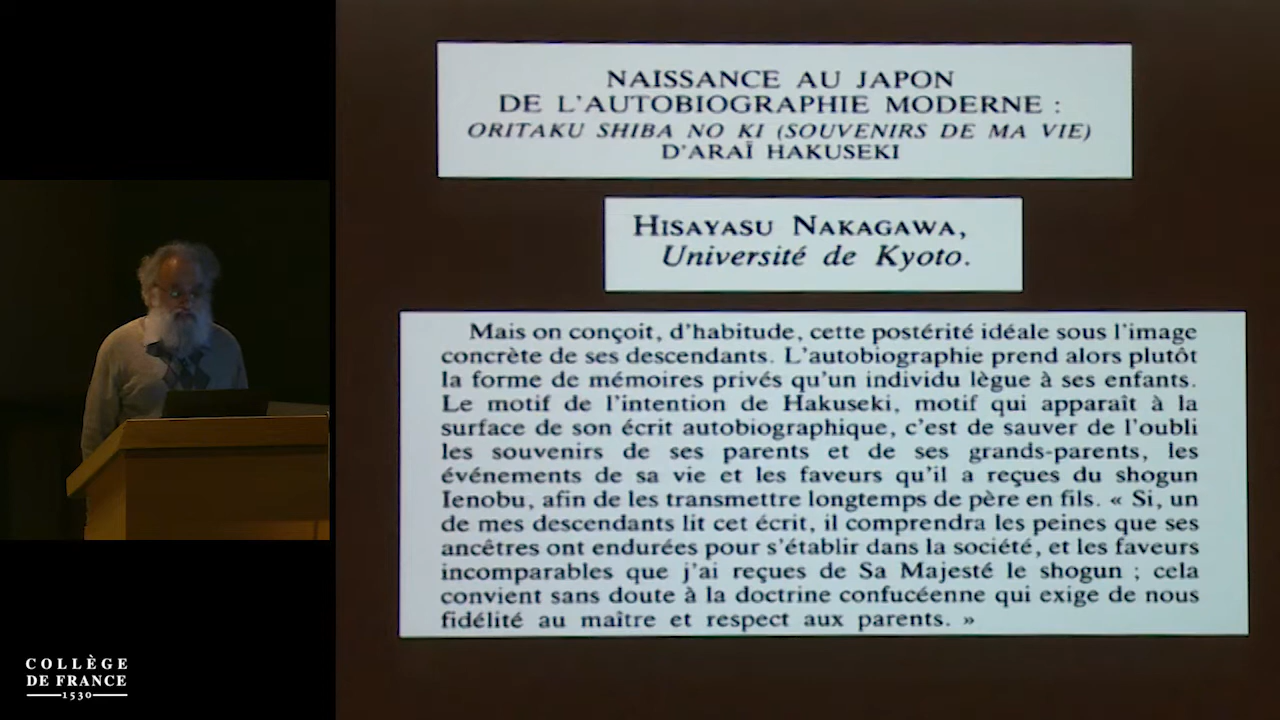 NAISSANCE AU JAPON
DE L'AUTOBIOGRAPHIE MODERNE :
ORITAKU SHIBA NO KI (SOUVENIRS DE MA VIE)
D'ARAÏ HAKUSEKI
HISAYASU NAKAGAWA,
Université de Kyoto.
Mais on conçoit, d'habitude, cette postérité idéale sous l'image
concrète de ses descendants. L'autobiographie prend alors plutôt
la forme de mémoires privés qu'un individu lègue à ses enfants.
Le motif de l'intention de Hakuseki, motif qui apparaît à la
surface de son écrit autobiographique, c'est de sauver de l'oubli
les souvenirs de ses parents et de ses grands-parents, les
événements de sa vie et les faveurs qu'il a reçues du shogun
Ienobu, afin de les transmettre longtemps de père en fils. « Si, un
de mes descendants lit cet écrit, il comprendra les peines que ses
ancêtres ont endurées pour s'établir dans la société, et les faveurs
incomparables que j'ai reçues de Sa Majesté le shogun ; cela
convient sans doute à la doctrine confucéenne qui exige de nous
fidélité au maître et respect aux parents. »
COLLÈGE
DE FRANCE
1530